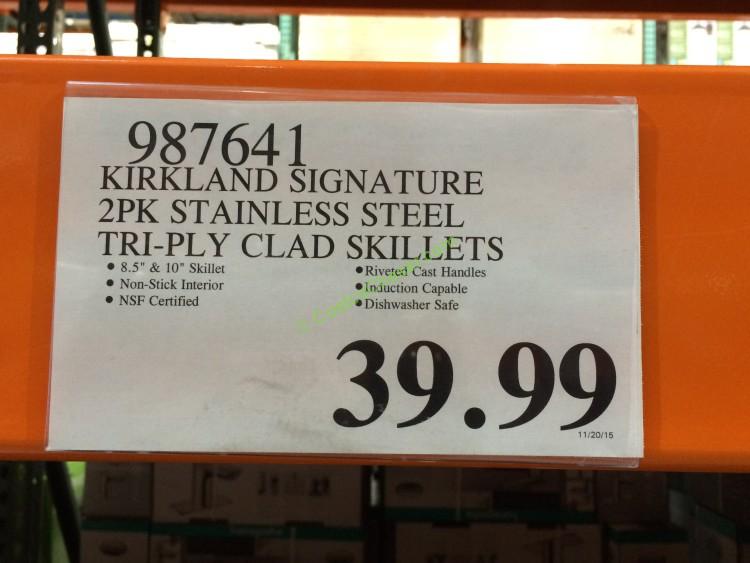 987641
KIRKLAND SIGNATURE
2PK STAINLESS STEEL
TRI-PLY CLAD SKILLETS
• 8.5" & 10" Skillet
• Non-Stick Interior
• NSF Certified
• Riveted Cast Handles
• Induction Capable
• Dishwasher Safe
39.99
11/20/15